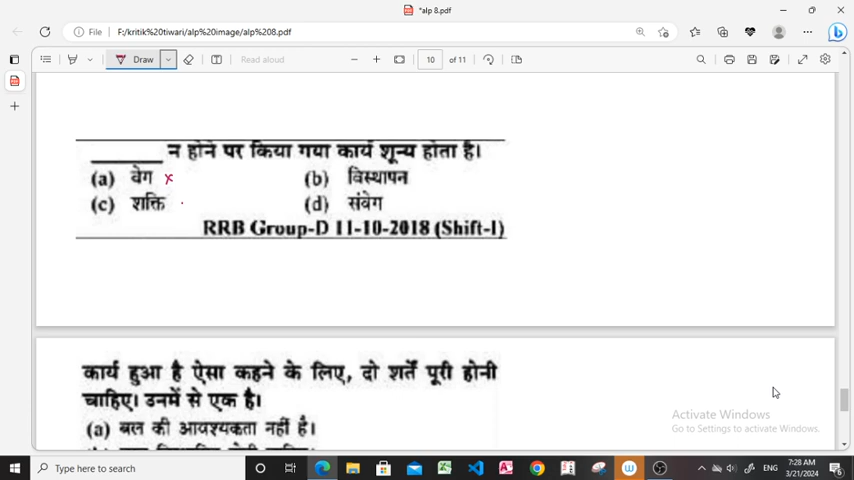 *alp 8.pdf
File F:/kritik%20tiwari/alp%20image/alp%208.pdf
Draw Read aloud 10 of 11
_____ न होने पर किया गया कार्य शून्य होता है।
(a) वेग x (b) विस्थापन
(c) शक्ति (d) संवेग
RRB Group-D 11-10-2018 (Shift-I)
कार्य हुआ है ऐसा कहने के लिए, दो शर्तें पूरी होनी
चाहिए। उनमें से एक है।
(a) बल की आवश्यकता नहीं है।
Activate Windows
Go to Settings to activate Windows.
Type here to search
ENG
7:28 AM
3/21/2024